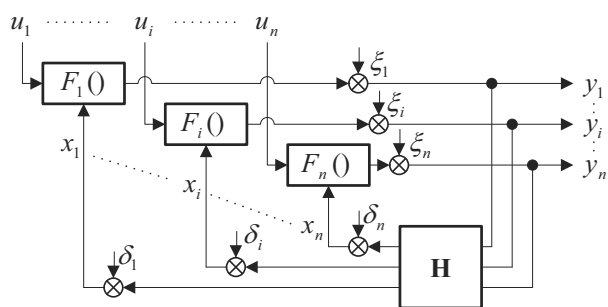 u₁ ········ uᵢ ········ uₙ
F₁() ξ₁ y₁
Fᵢ() ξᵢ yᵢ
Fₙ() ξₙ yₙ
x₁ xᵢ xₙ
δₙ
δᵢ
δ₁
H